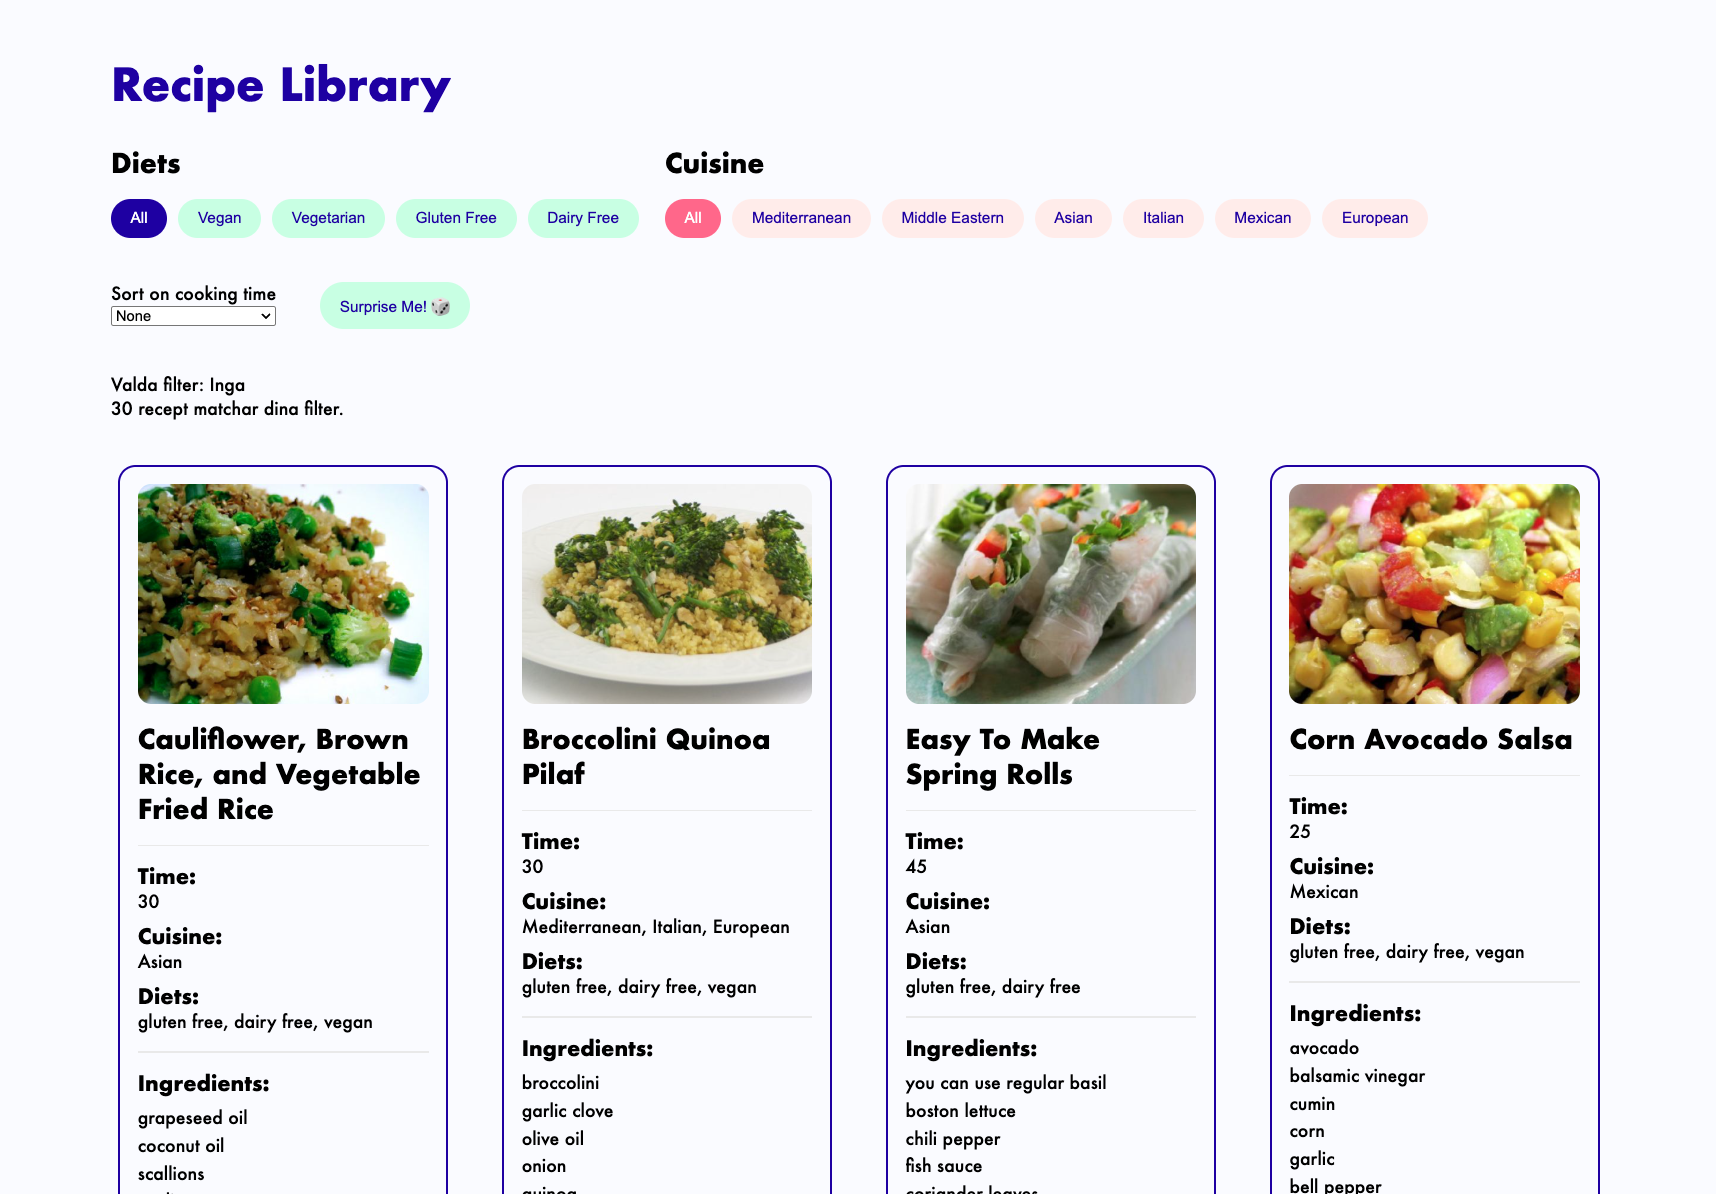 Recipe Library
Diets
All Vegan Vegetarian Gluten Free Dairy Free
Cuisine
All Mediterranean Middle Eastern Asian Italian Mexican European
Sort on cooking time
None
Surprise Me! 🎲
Valda filter: Inga
30 recept matchar dina filter.
Cauliflower, Brown
Rice, and Vegetable
Fried Rice
Time:
30
Cuisine:
Asian
Diets:
gluten free, dairy free, vegan
Ingredients:
grapeseed oil
coconut oil
scallions
Broccolini Quinoa
Pilaf
Time:
30
Cuisine:
Mediterranean, Italian, European
Diets:
gluten free, dairy free, vegan
Ingredients:
broccolini
garlic clove
olive oil
onion
quinoa
Easy To Make
Spring Rolls
Time:
45
Cuisine:
Asian
Diets:
gluten free, dairy free
Ingredients:
you can use regular basil
boston lettuce
chili pepper
fish sauce
coriander leaves
Corn Avocado Salsa
Time:
25
Cuisine:
Mexican
Diets:
gluten free, dairy free, vegan
Ingredients:
avocado
balsamic vinegar
cumin
corn
garlic
bell pepper